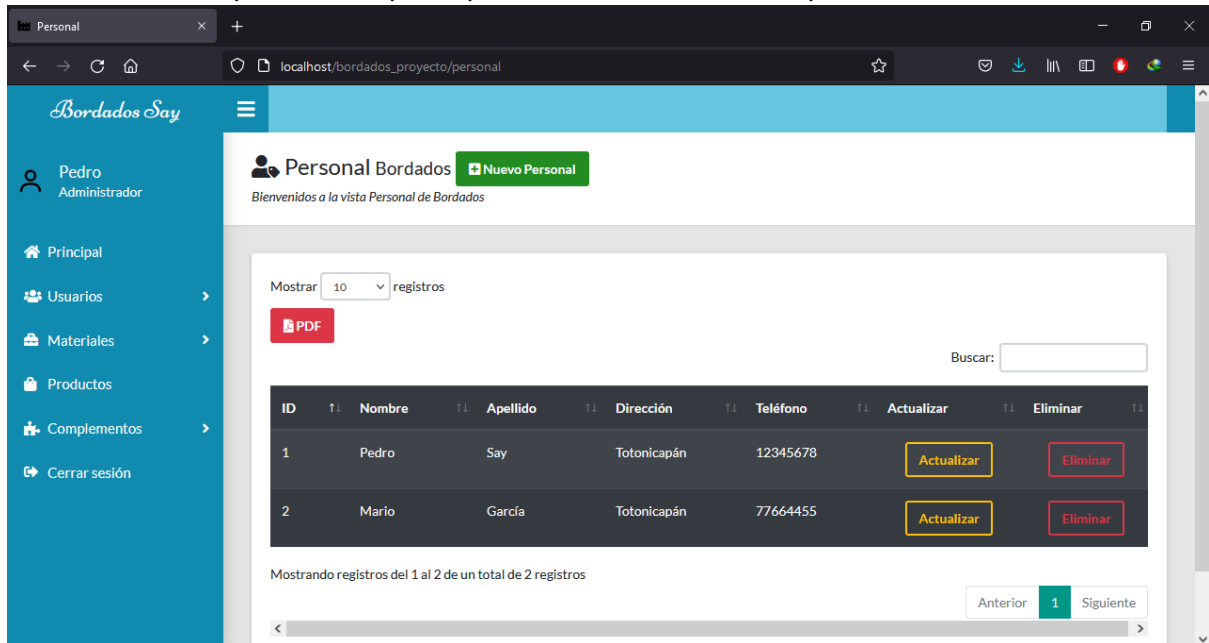 Personal
localhost/bordados_proyecto/personal
Bordados Say
Pedro
Administrador
Principal
Usuarios
Materiales
Productos
Complementos
Cerrar sesión
Personal Bordados Nuevo Personal
Bienvenidos a la vista Personal de Bordados
Mostrar 10 registros
PDF
Buscar:
ID Nombre Apellido Dirección Teléfono Actualizar Eliminar
1 Pedro Say Totonicapán 12345678 Actualizar Eliminar
2 Mario García Totonicapán 77664455 Actualizar Eliminar
Mostrando registros del 1 al 2 de un total de 2 registros
Anterior 1 Siguiente